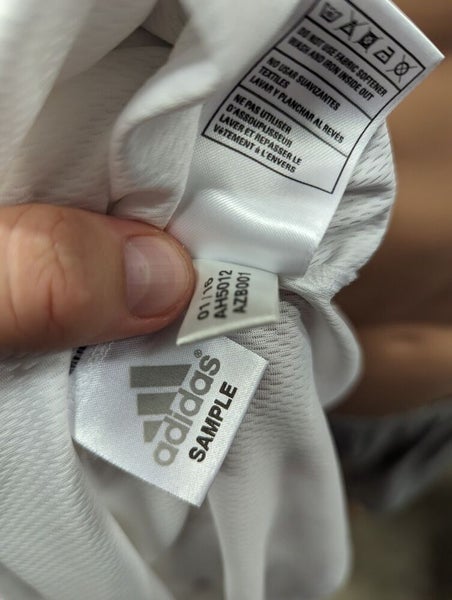 DO NOT USE FABRIC SOFTENER
WASH AND IRON INSIDE OUT
NO USAR SUAVIZANTES
TEXTILES
LAVAR Y PLANCHAR AL REVÉS
NE PAS UTILISER
D'ASSOUPLISSEUR
LAVER ET REPASSER LE
VÊTEMENT à L'ENVERS
01/16
AH5012
AZB001
adidas
SAMPLE